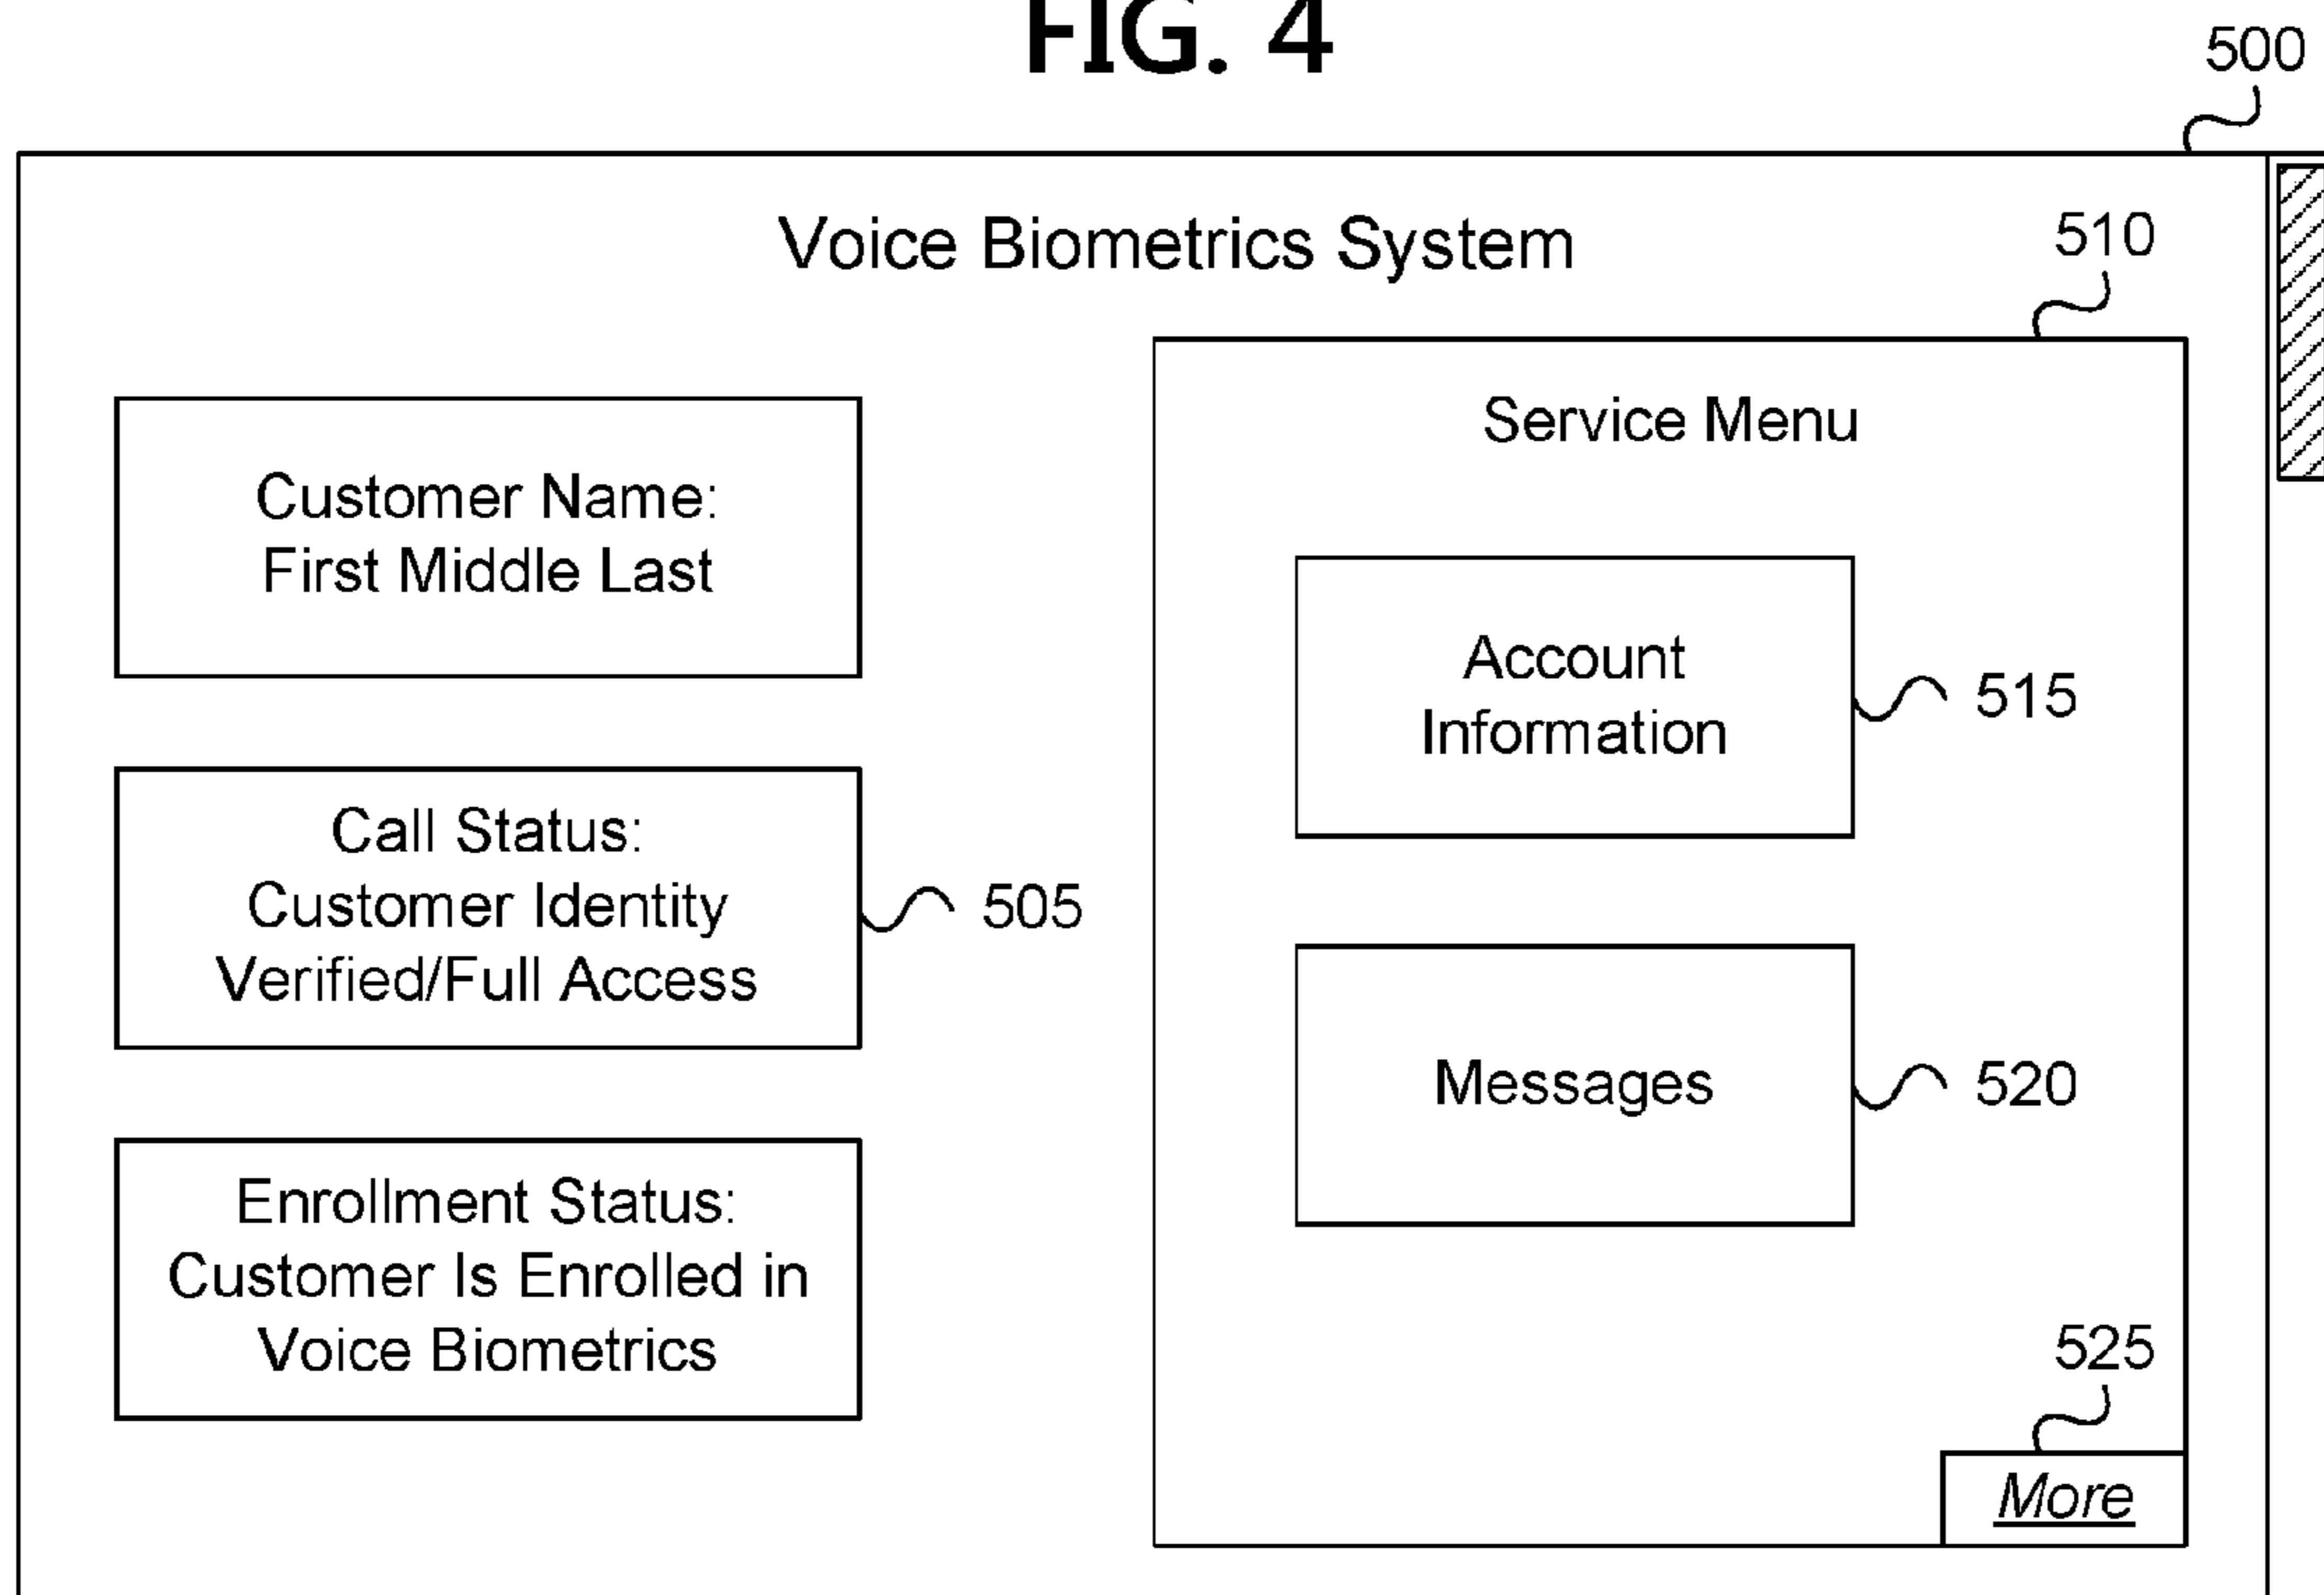 FIG. 4
500
Voice Biometrics System
510
Customer Name:
First Middle Last
Call Status:
Customer Identity
Verified/Full Access
505
Enrollment Status:
Customer Is Enrolled in
Voice Biometrics
Service Menu
Account
Information
515
Messages
520
525
More